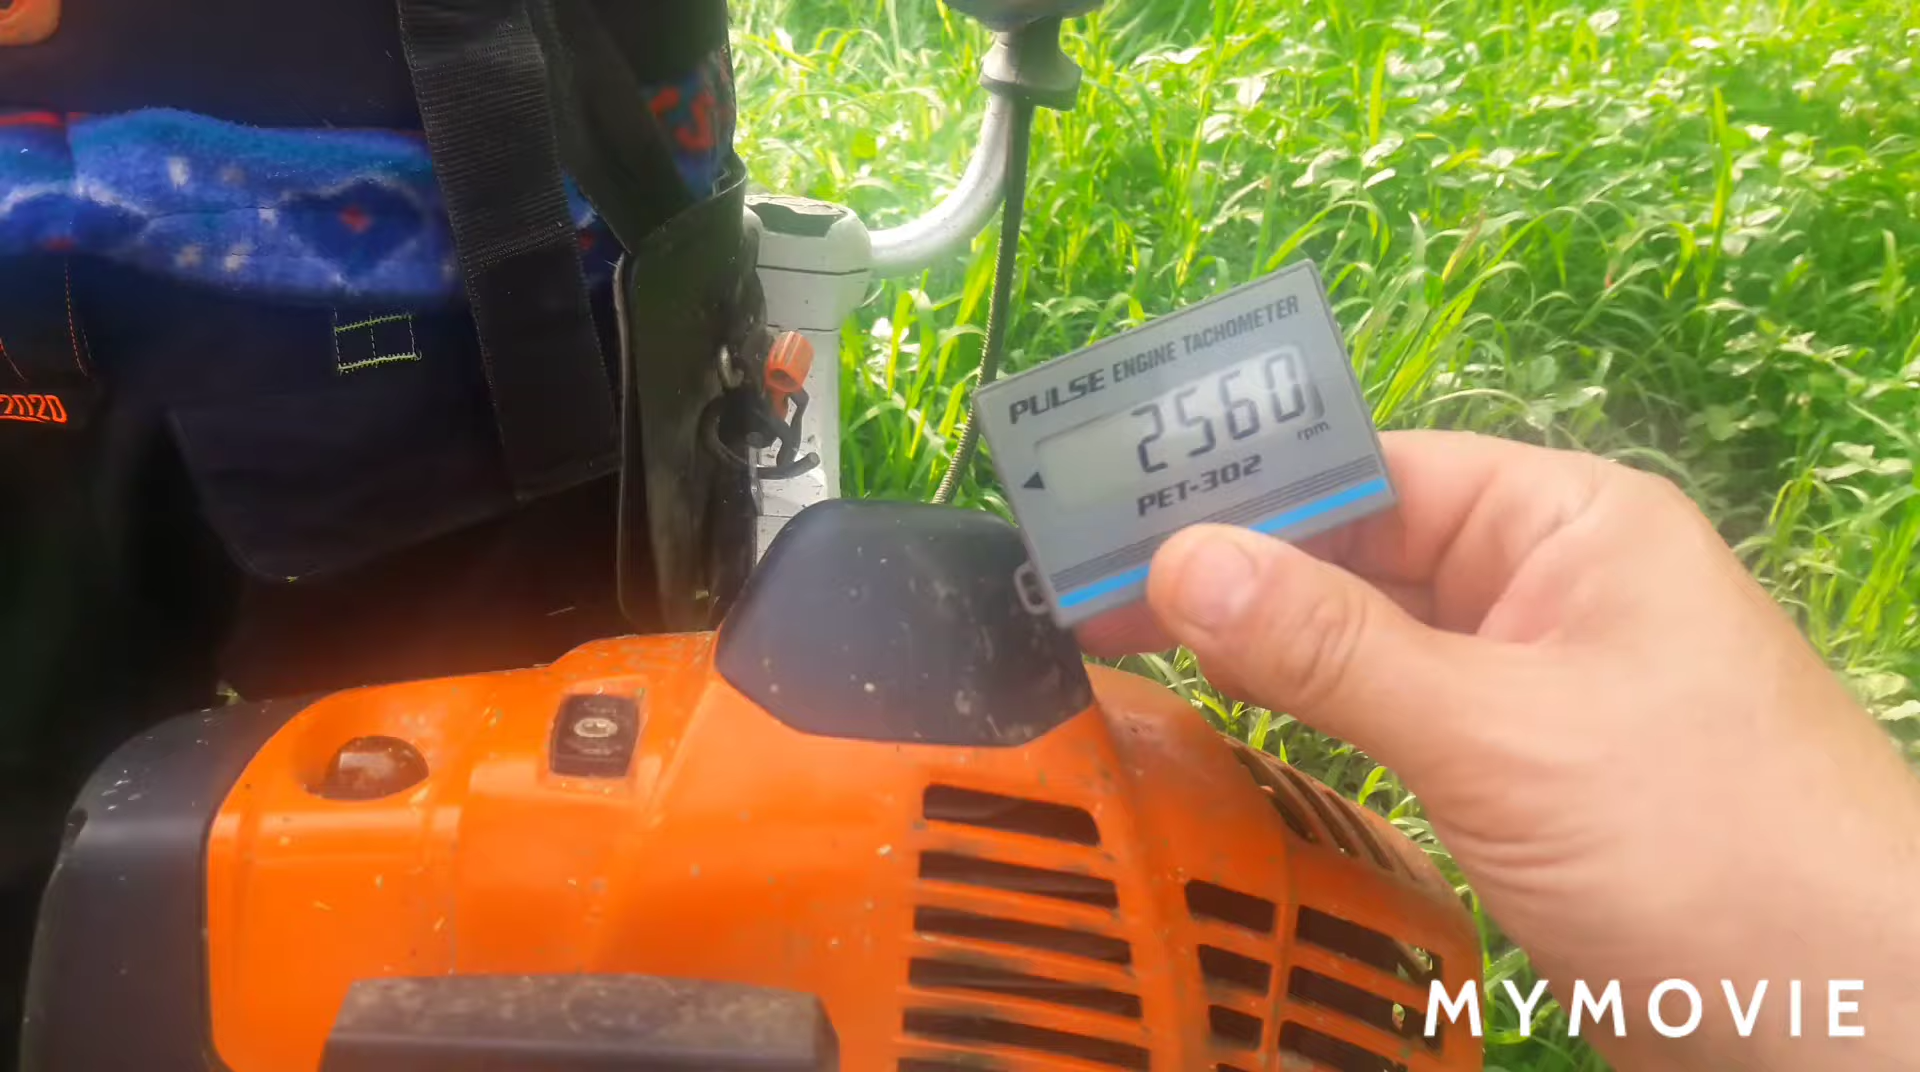 PULSE ENGINE TACHOMETER
2560
rpm
PET-302
2020
MYMOVIE